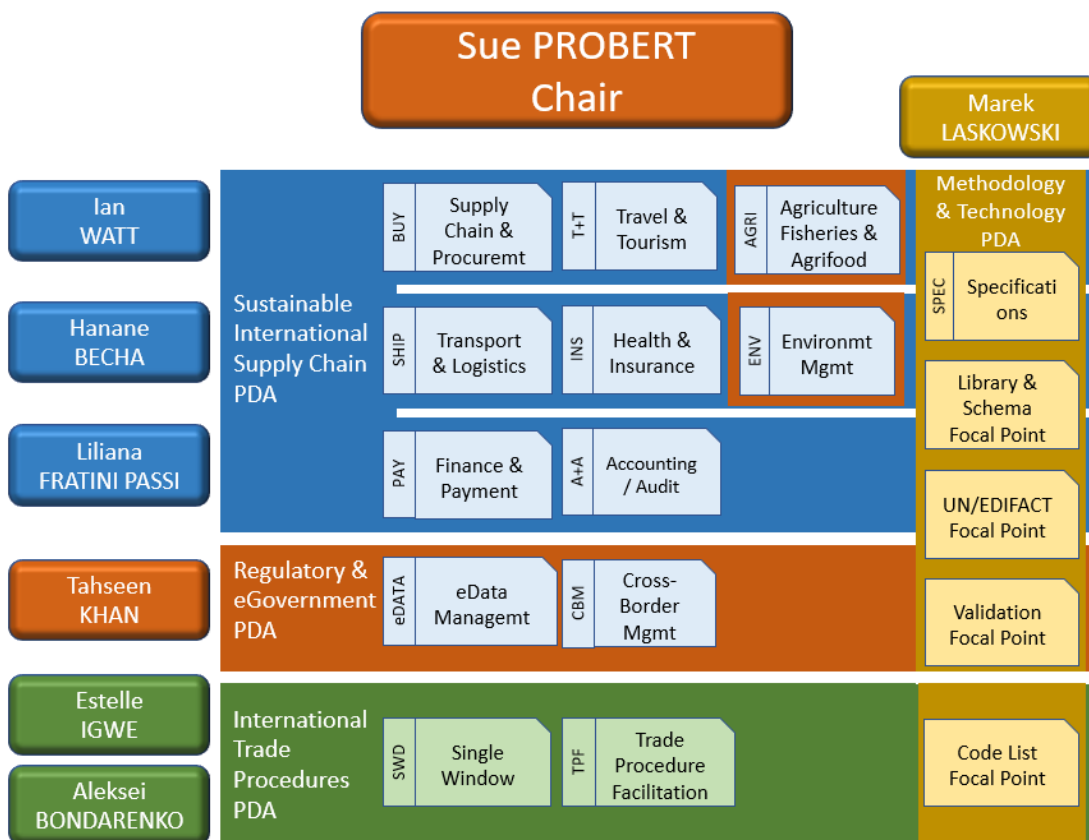 Sue PROBERT
Chair
Marek
LASKOWSKI
Ian
WATT
Hanane
BECHA
Liliana
FRATINI PASSI
Tahseen
KHAN
Estelle
IGWE
Aleksei
BONDARENKO
Sustainable
International
Supply Chain
PDA
BUY
Supply
Chain &
Procuremt
T+T
Travel &
Tourism
AGRI
Agriculture
Fisheries &
Agrifood
SHIP
Transport
& Logistics
INS
Health &
Insurance
ENV
Environmt
Mgmt
PAY
Finance &
Payment
A+A
Accounting
/ Audit
Regulatory &
eGovernment
PDA
eDATA
eData
Managemt
CBM
Cross-
Border
Mgmt
International
Trade
Procedures
PDA
SWD
Single
Window
TPF
Trade
Procedure
Facilitation
Methodology
& Technology
PDA
SPEC
Specificati
ons
Library &
Schema
Focal Point
UN/EDIFACT
Focal Point
Validation
Focal Point
Code List
Focal Point